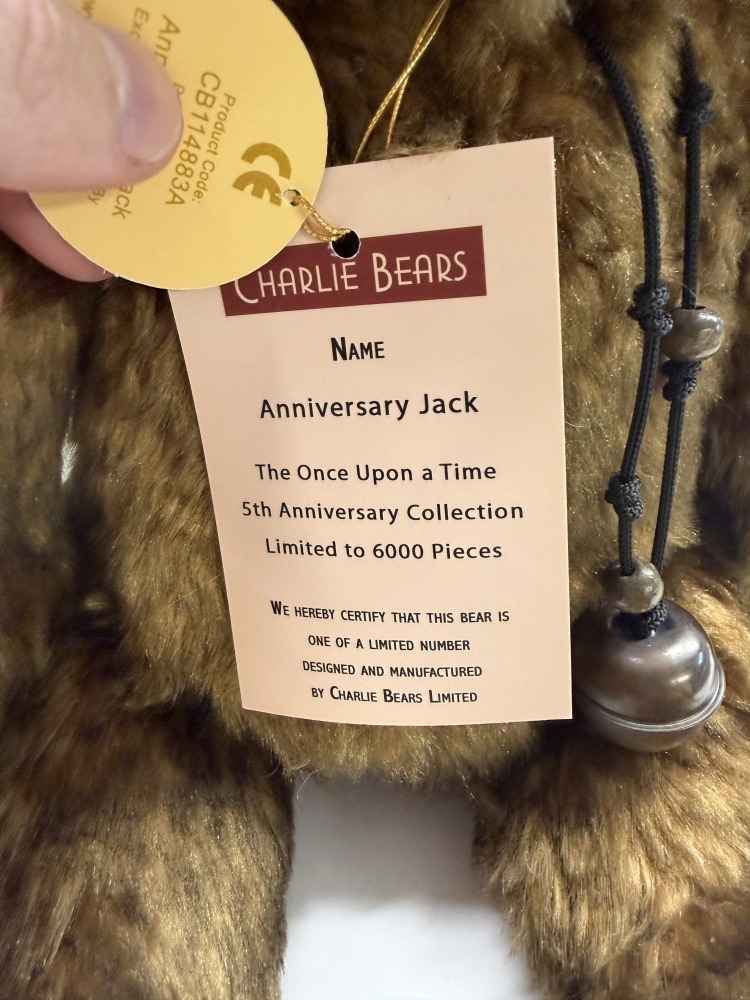 Product Code:
CB114883A
CE
CHARLIE BEARS
NAME
Anniversary Jack
The Once Upon a Time
5th Anniversary Collection
Limited to 6000 Pieces
WE HEREBY CERTIFY THAT THIS BEAR IS
ONE OF A LIMITED NUMBER
DESIGNED AND MANUFACTURED
BY CHARLIE BEARS LIMITED